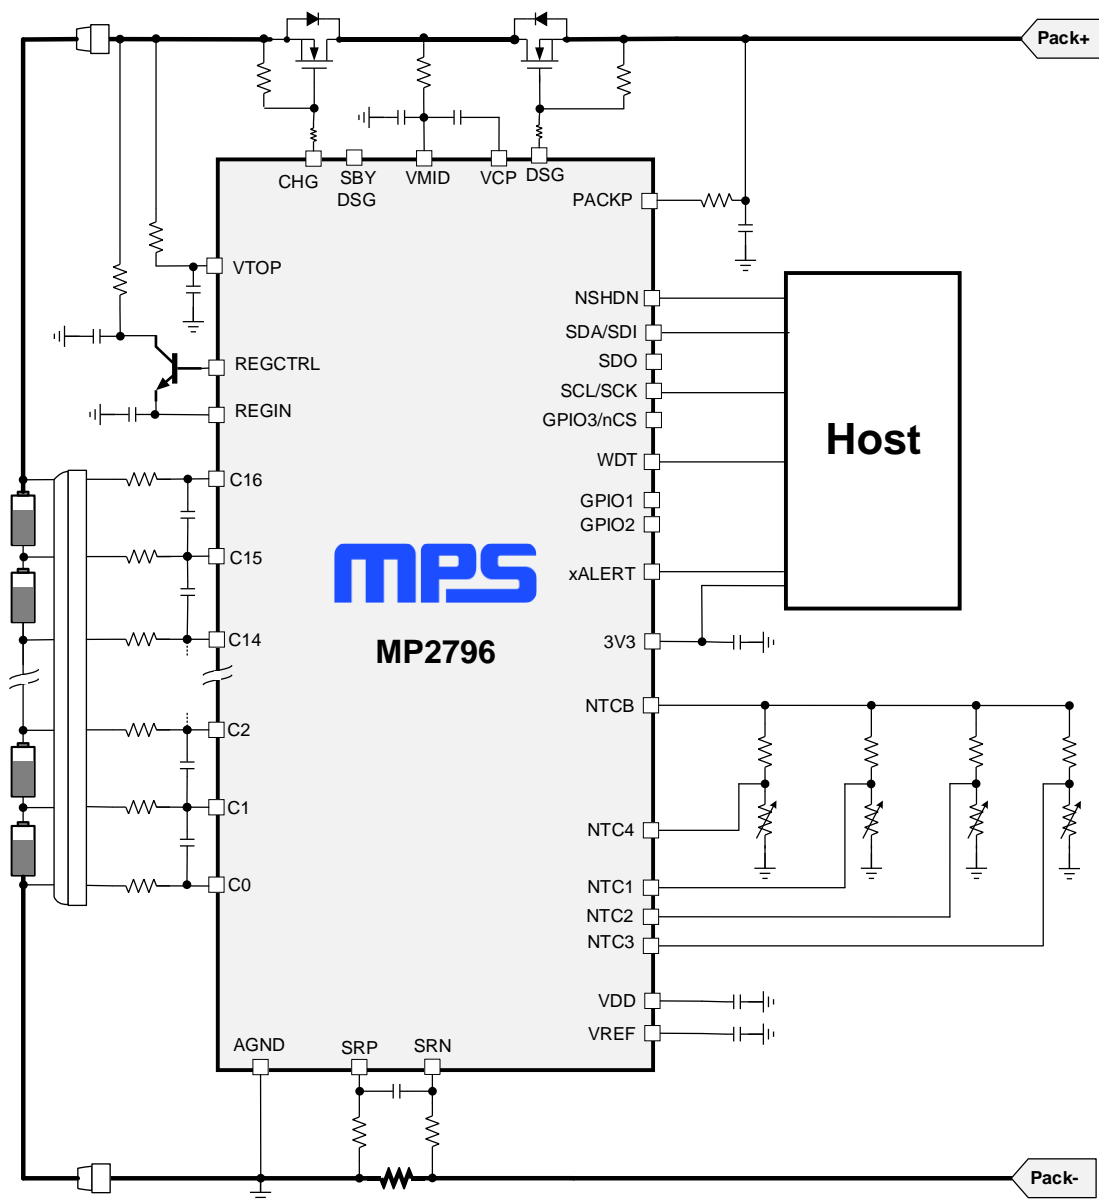 Pack+
CHG
SBY
DSG
VMID
VCP
DSG
PACKP
VTOP
NSHDN
SDA/SDI
SDO
REGCTRL
SCL/SCK
REGIN
GPIO3/nCS
Host
WDT
C16
GPIO1
GPIO2
C15
mps
xALERT
C14
3V3
MP2796
NTCB
C2
C1
NTC4
C0
NTC1
NTC2
NTC3
VDD
VREF
AGND
SRP
SRN
Pack-